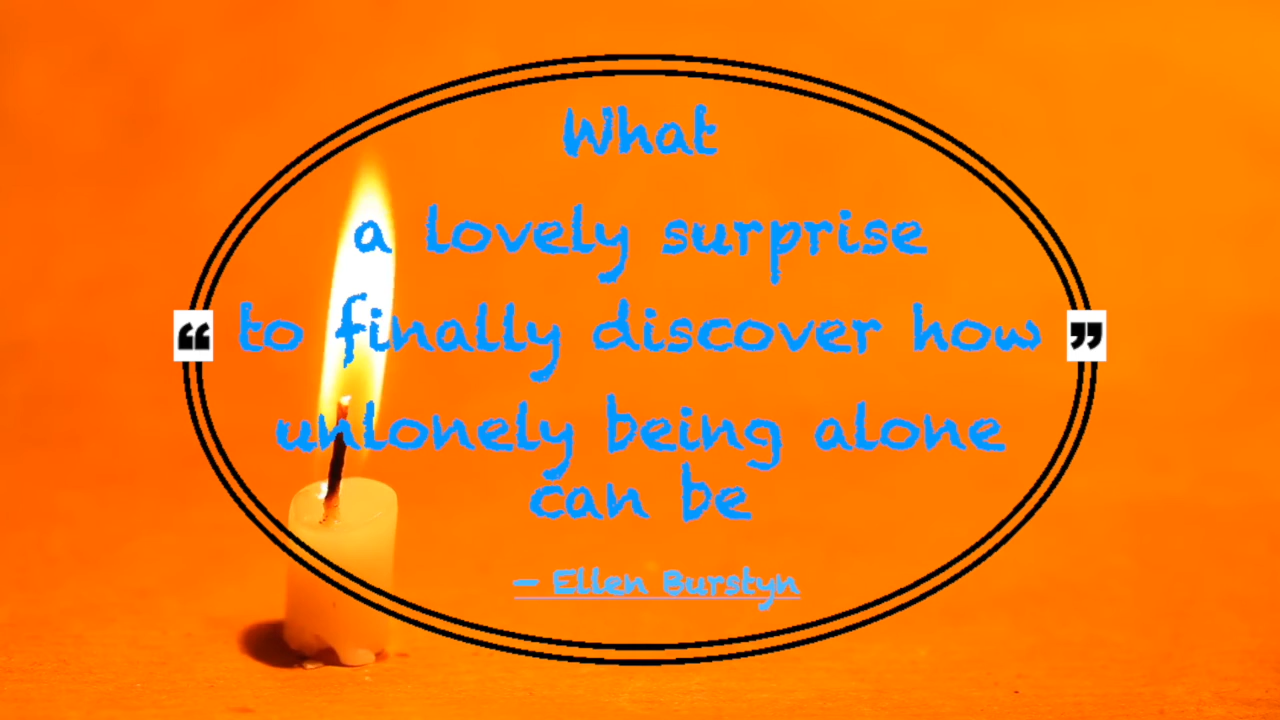 What
a lovely surprise
“ to finally discover how ”
unlonely being alone
can be
– Ellen Burstyn